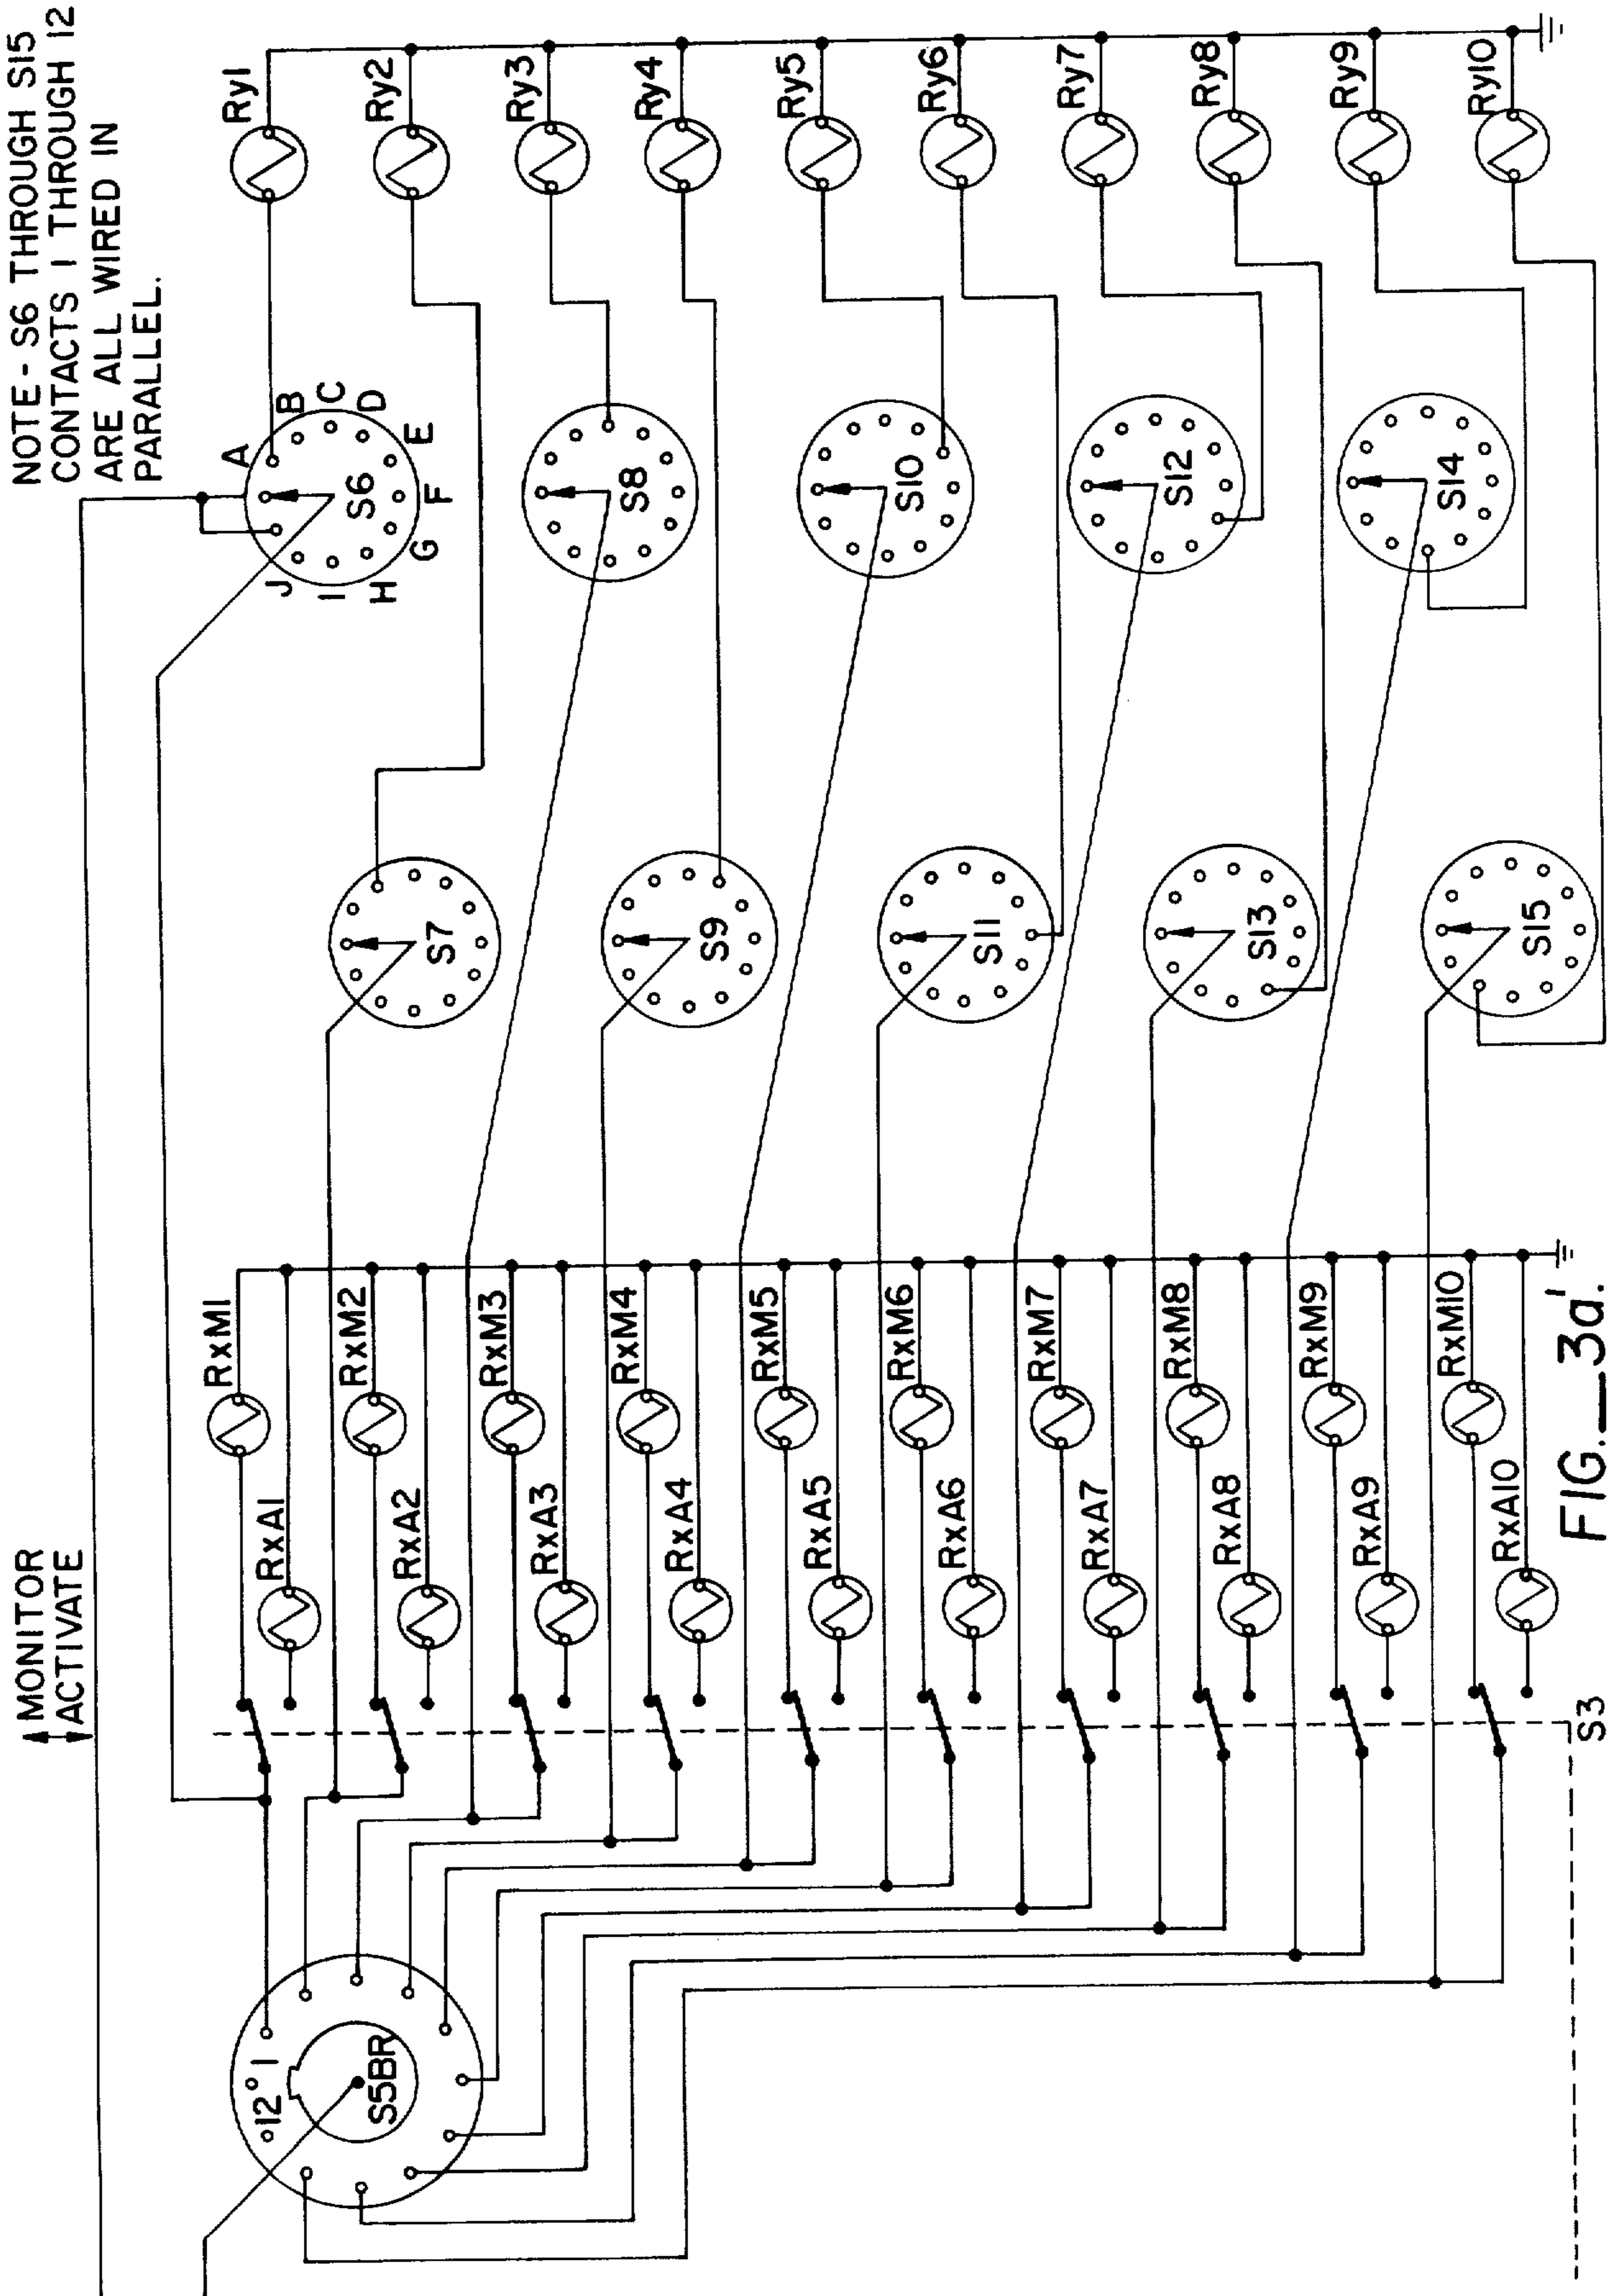 NOTE - S6 THROUGH S15
CONTACTS 1 THROUGH 12
ARE ALL WIRED IN
PARALLEL.
MONITOR
ACTIVATE
Ry1
Ry2
Ry3
Ry4
Ry5
Ry6
Ry7
Ry8
Ry9
Ry10
A
B
C
D
E
F
G
H
I
J
S6
S8
S10
S12
S14
S7
S9
S11
S13
S15
RxM1
RxM2
RxM3
RxM4
RxM5
RxM6
RxM7
RxM8
RxM9
RxM10
RxA1
RxA2
RxA3
RxA4
RxA5
RxA6
RxA7
RxA8
RxA9
RxA10
12
1
S5BR
S3
FIG.__3a'.